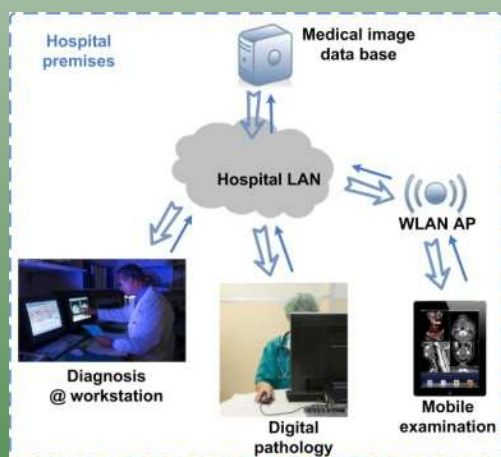 Hospital
premises
Medical image
data base
Hospital LAN
WLAN AP
Diagnosis
@ workstation
Digital
pathology
Mobile
examination